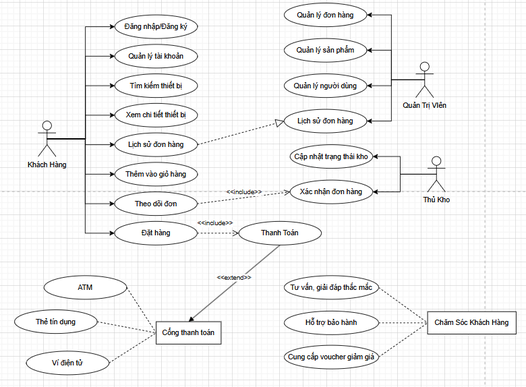 Đăng nhập/Đăng ký
Quản lý tài khoản
Tìm kiếm thiết bị
Xem chi tiết thiết bị
Lịch sử đơn hàng
Thêm vào giỏ hàng
Theo dõi đơn
Đặt hàng
Khách Hàng
Quản lý đơn hàng
Quản lý sản phẩm
Quản lý người dùng
Lịch sử đơn hàng
Quản Trị Viên
Cập nhật trạng thái kho
Xác nhận đơn hàng
Thủ Kho
<<include>>
<<include>>
Thanh Toán
<<extend>>
ATM
Thẻ tín dụng
Ví điện tử
Cổng thanh toán
Tư vấn, giải đáp thắc mắc
Hỗ trợ bảo hành
Cung cấp voucher giảm giá
Chăm Sóc Khách Hàng